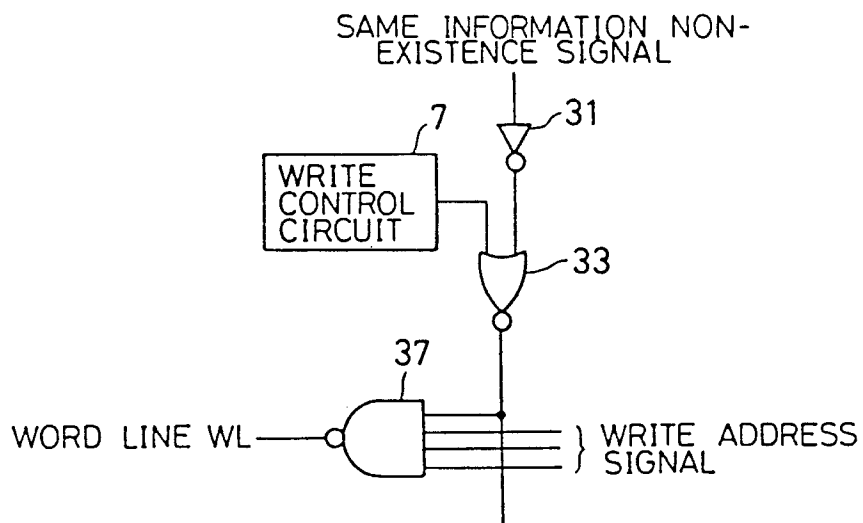 SAME INFORMATION NON-
EXISTENCE SIGNAL
31
7
WRITE
CONTROL
CIRCUIT
33
37
WORD LINE WL
WRITE ADDRESS
SIGNAL